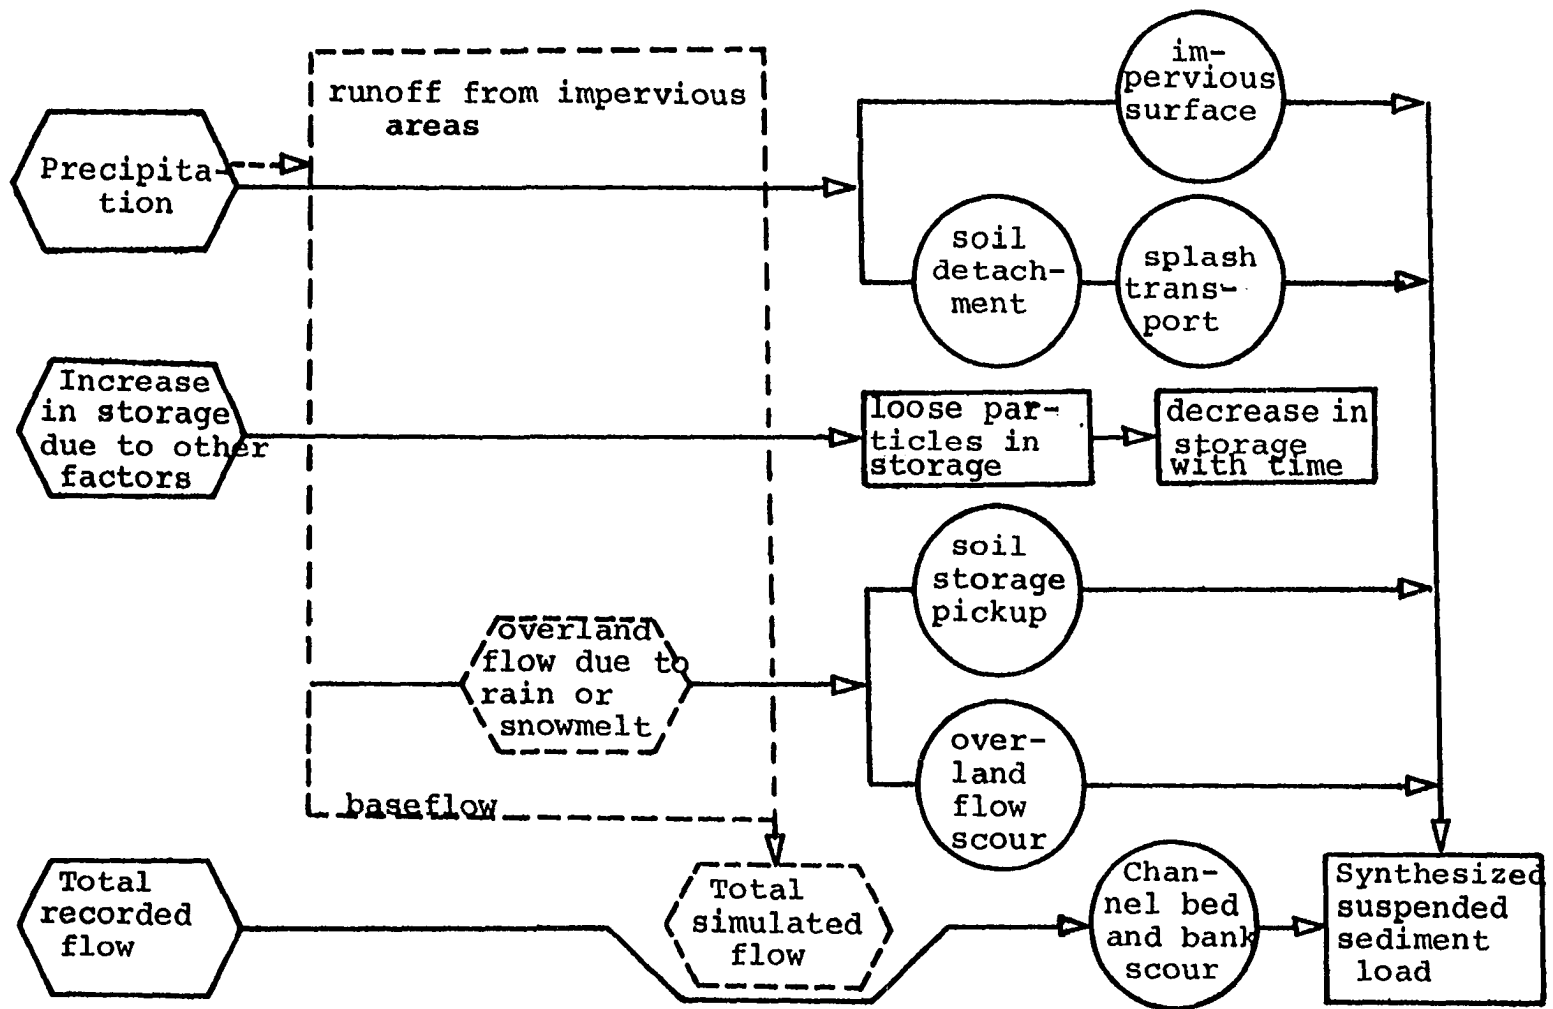 im-
pervious
surface
runoff from impervious
areas
Precipita-
tion
soil
detach-
ment
splash
trans-
port
Increase
in storage
due to other
factors
loose par-
ticles in
storage
decrease in
storage
with time
soil
storage
pickup
overland
flow due to
rain or
snowmelt
over-
land
flow
scour
baseflow
Total
recorded
flow
Total
simulated
flow
Chan-
nel bed
and bank
scour
Synthesized
suspended
sediment
load